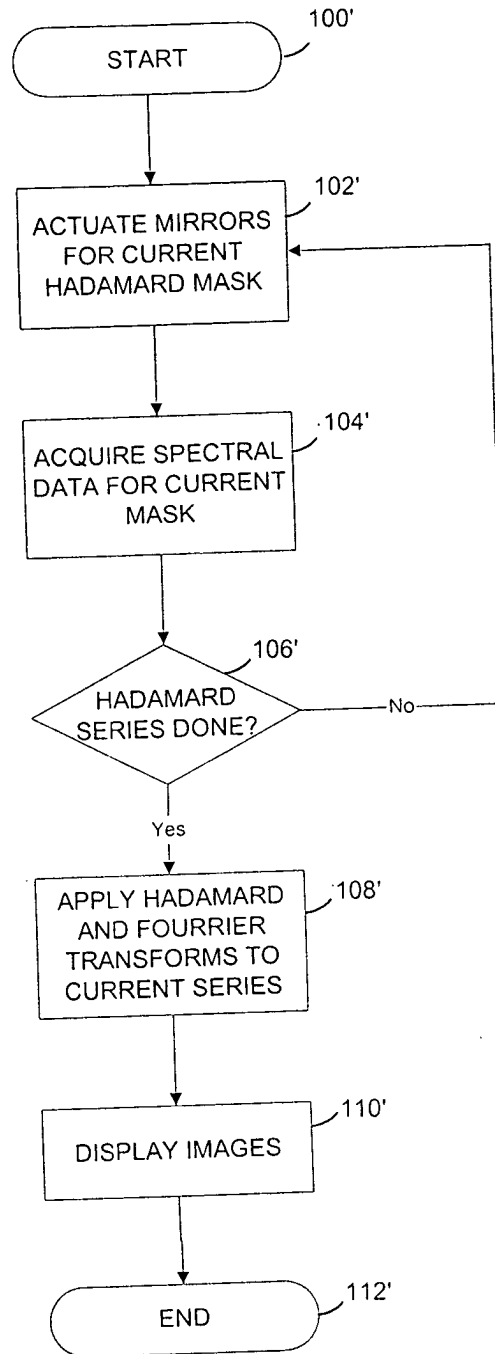 100'
START
102'
ACTUATE MIRRORS
FOR CURRENT
HADAMARD MASK
104'
ACQUIRE SPECTRAL
DATA FOR CURRENT
MASK
106'
HADAMARD
SERIES DONE?
No
Yes
108'
APPLY HADAMARD
AND FOURRIER
TRANSFORMS TO
CURRENT SERIES
110'
DISPLAY IMAGES
112'
END